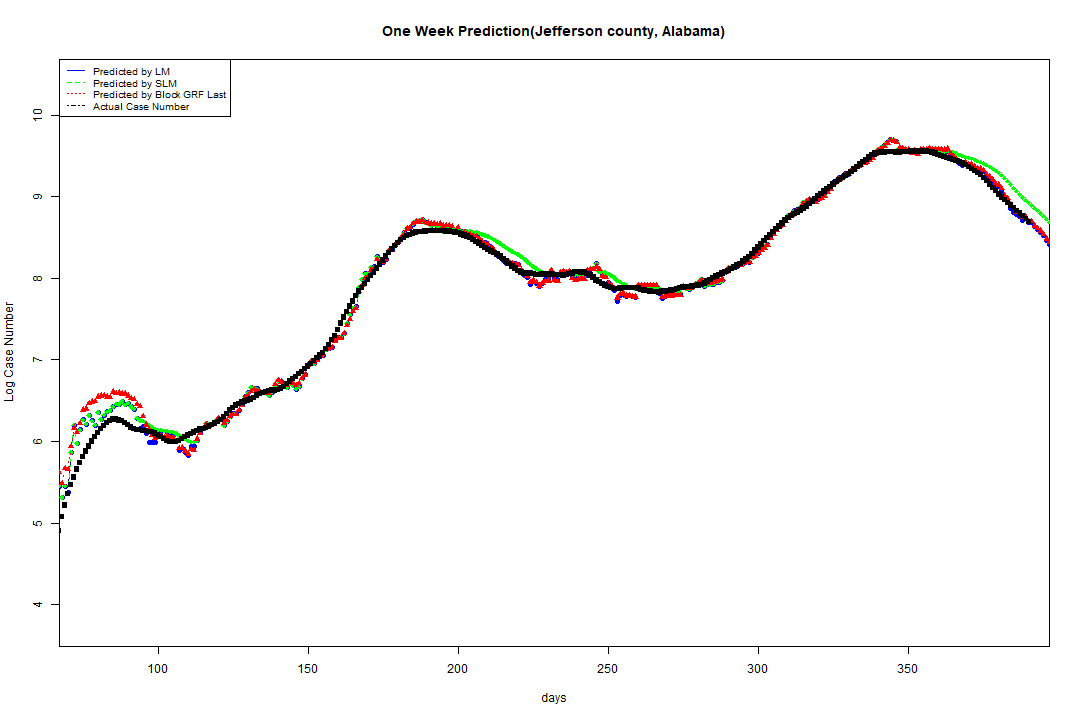 One Week Prediction(Jefferson county, Alabama)
Predicted by LM
Predicted by SLM
Predicted by Block GRF Last
Actual Case Number
10
9
8
7
6
5
4
Log Case Number
100 150 200 250 300 350
days